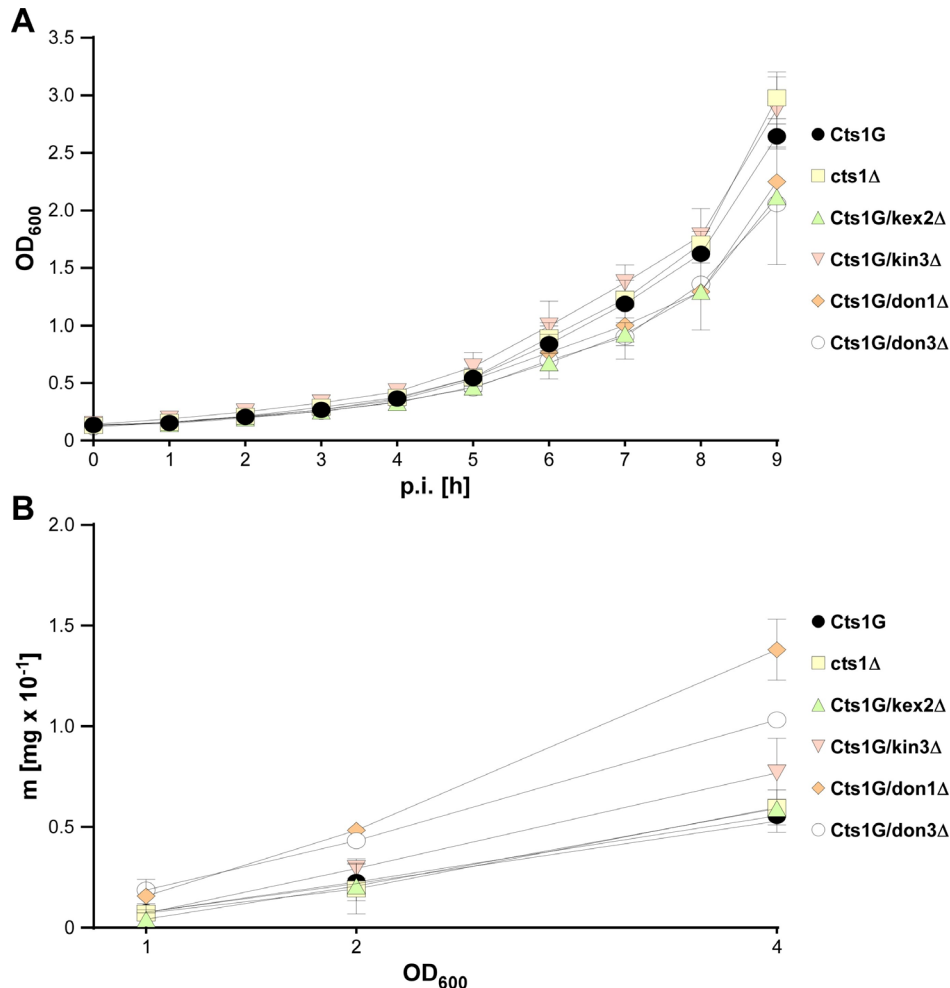 A
3.5
3.0
2.5
2.0
1.5
1.0
0.5
0
OD600
0 1 2 3 4 5 6 7 8 9
p.i. [h]
Cts1G
cts1Δ
Cts1G/kex2Δ
Cts1G/kin3Δ
Cts1G/don1Δ
Cts1G/don3Δ
B
2.0
1.5
1.0
0.5
0
m [mg x 10⁻¹]
1 2 4
OD600
Cts1G
cts1Δ
Cts1G/kex2Δ
Cts1G/kin3Δ
Cts1G/don1Δ
Cts1G/don3Δ